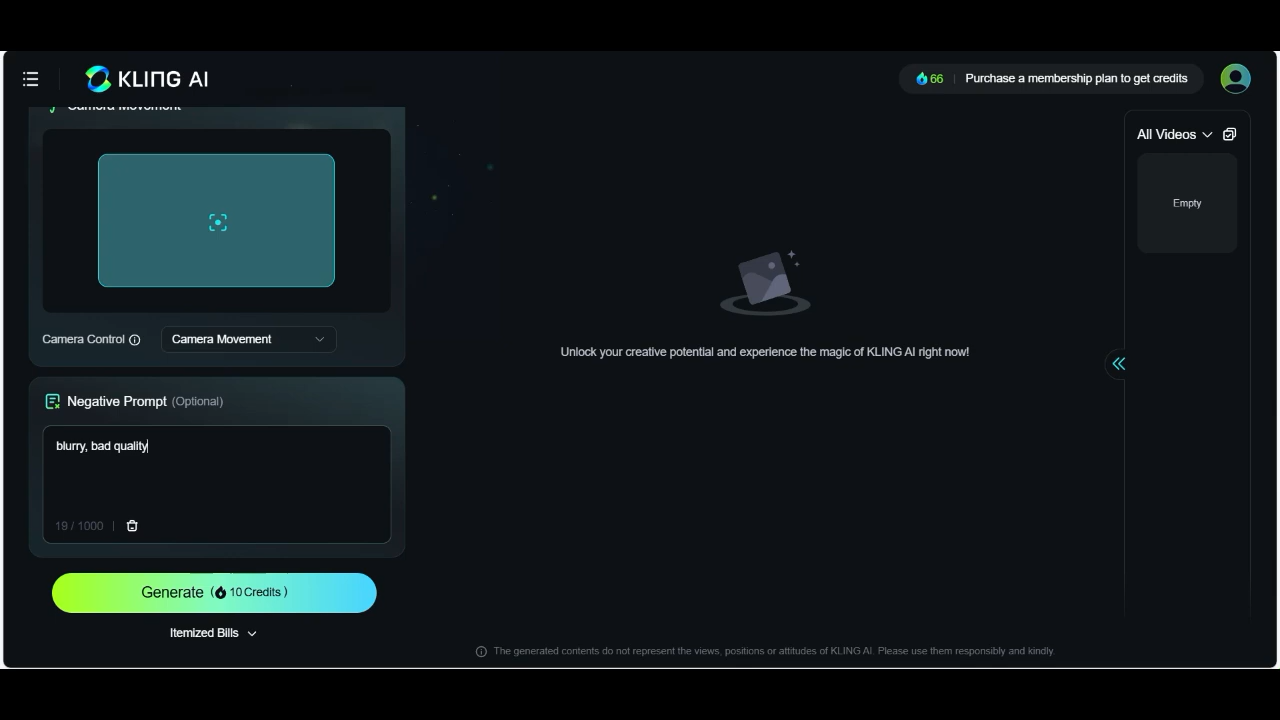 KLING AI
66 | Purchase a membership plan to get credits
Camera Movement
All Videos
Empty
Camera Control
Camera Movement
Unlock your creative potential and experience the magic of KLING AI right now!
Negative Prompt (Optional)
blurry, bad quality
19 / 1000
Generate ( 10 Credits )
Itemized Bills
The generated contents do not represent the views, positions or attitudes of KLING AI. Please use them responsibly and kindly.